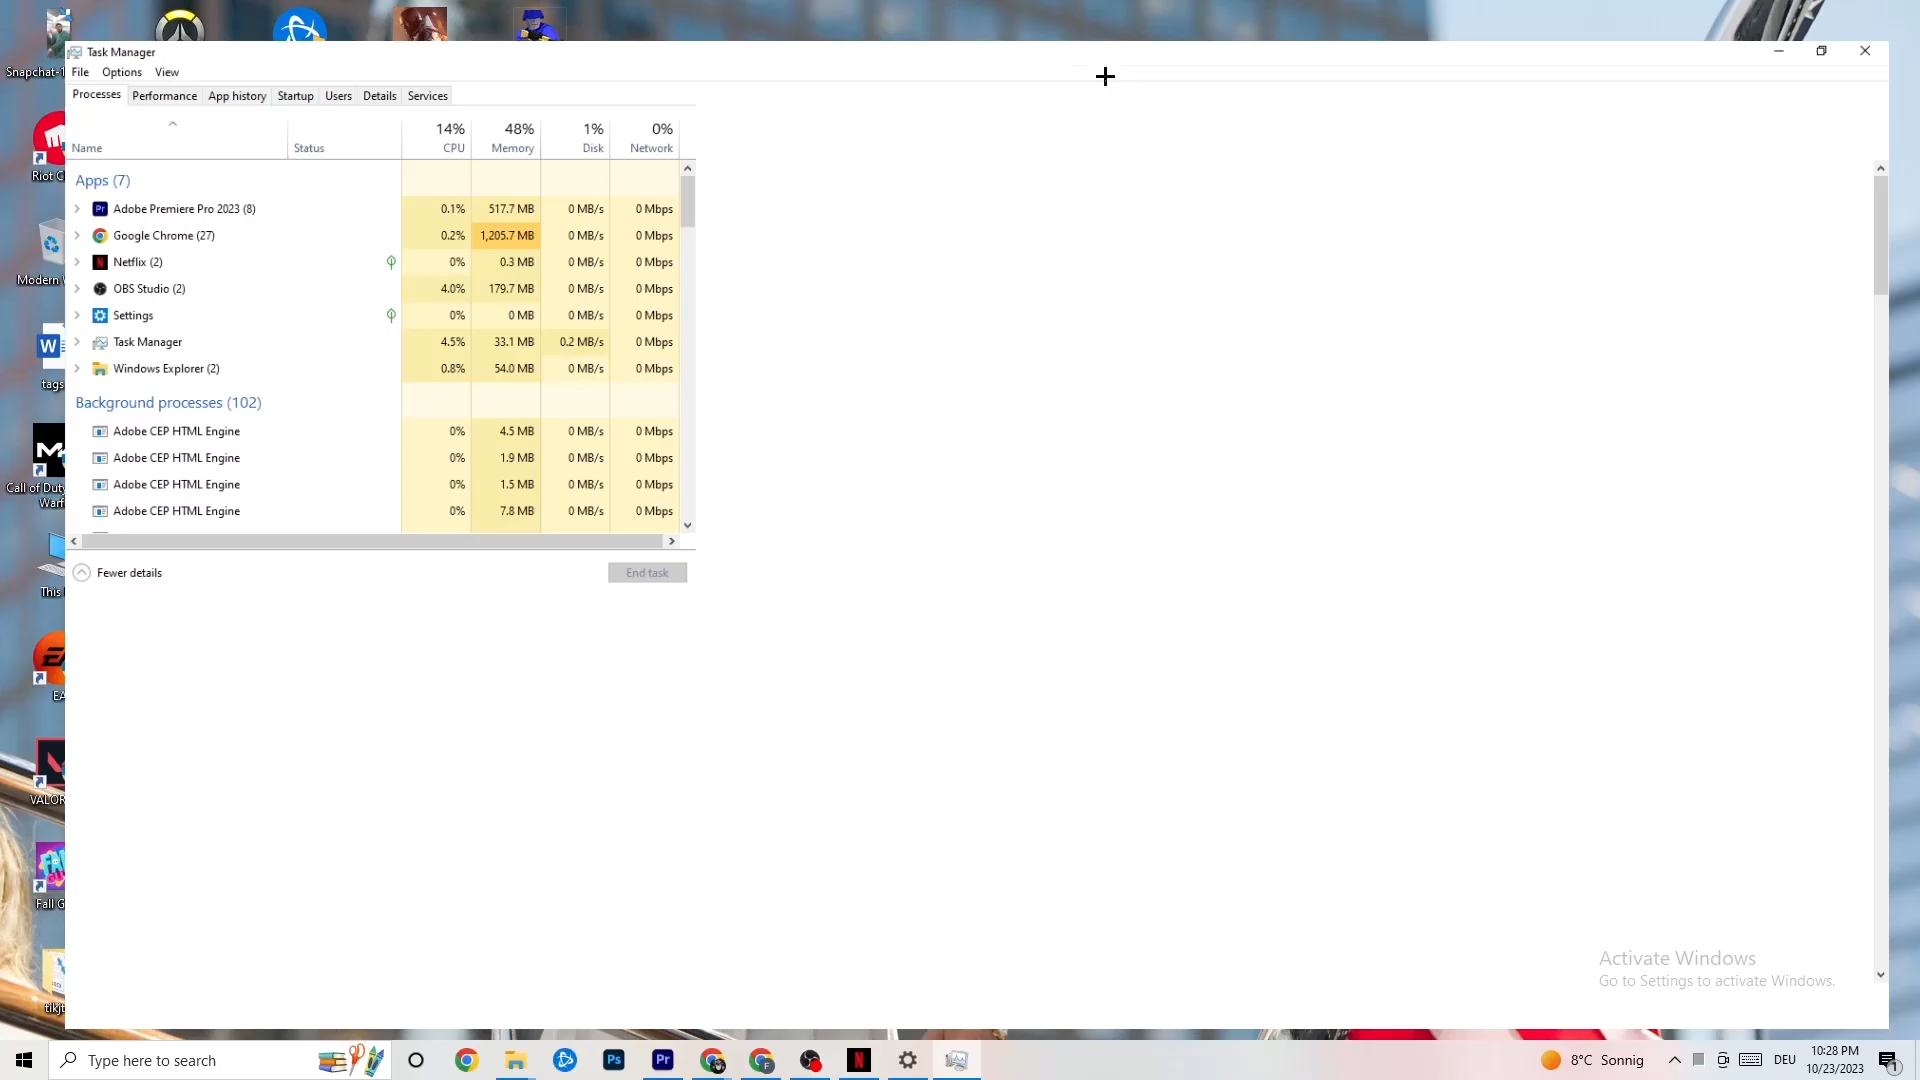 Snapchat-1
Task Manager
File Options View
Processes Performance App history Startup Users Details Services
14% 48% 1% 0%
Name Status CPU Memory Disk Network
Apps (7)
Adobe Premiere Pro 2023 (8) 0.1% 517.7 MB 0 MB/s 0 Mbps
Google Chrome (27) 0.2% 1,205.7 MB 0 MB/s 0 Mbps
Netflix (2) 0% 0.3 MB 0 MB/s 0 Mbps
OBS Studio (2) 4.0% 179.7 MB 0 MB/s 0 Mbps
Settings 0% 0 MB 0 MB/s 0 Mbps
Task Manager 4.5% 33.1 MB 0.2 MB/s 0 Mbps
Windows Explorer (2) 0.8% 54.0 MB 0 MB/s 0 Mbps
Background processes (102)
Adobe CEP HTML Engine 0% 4.5 MB 0 MB/s 0 Mbps
Adobe CEP HTML Engine 0% 1.9 MB 0 MB/s 0 Mbps
Adobe CEP HTML Engine 0% 1.5 MB 0 MB/s 0 Mbps
Adobe CEP HTML Engine 0% 7.8 MB 0 MB/s 0 Mbps
Fewer details End task
Riot C
Modern
tags
Call of Duty
Warf
This
EA
VALOR
Fall G
tikjt
Activate Windows
Go to Settings to activate Windows.
Type here to search
8°C Sonnig
DEU
10:28 PM
10/23/2023